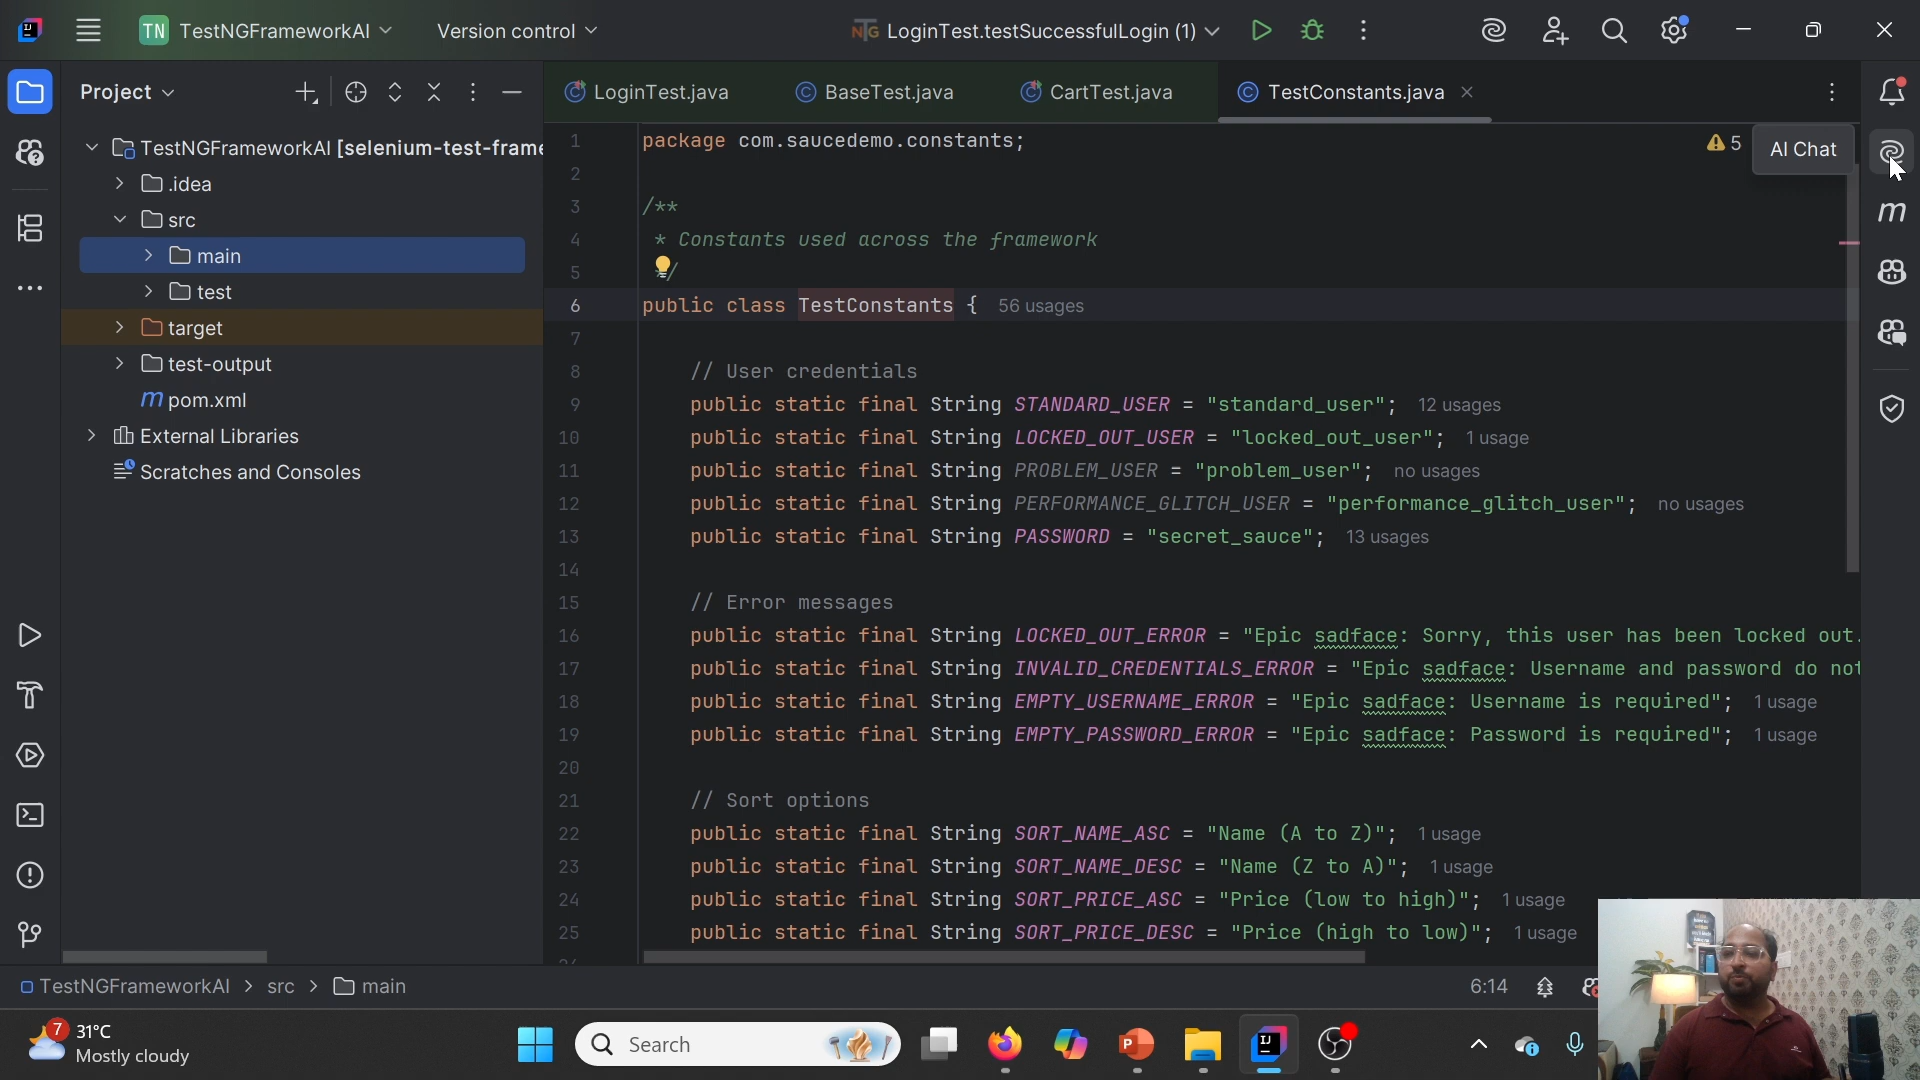 TN TestNGFrameworkAI Version control LoginTest.testSuccessfulLogin (1)
Project
LoginTest.java BaseTest.java CartTest.java TestConstants.java
TestNGFrameworkAI [selenium-test-frame
.idea
src
main
test
target
test-output
pom.xml
External Libraries
Scratches and Consoles
5
AI Chat
1 package com.saucedemo.constants;
2
3 /**
4 * Constants used across the framework
5 */
6 public class TestConstants { 56 usages
7
8 // User credentials
9 public static final String STANDARD_USER = "standard_user"; 12 usages
10 public static final String LOCKED_OUT_USER = "locked_out_user"; 1 usage
11 public static final String PROBLEM_USER = "problem_user"; no usages
12 public static final String PERFORMANCE_GLITCH_USER = "performance_glitch_user"; no usages
13 public static final String PASSWORD = "secret_sauce"; 13 usages
14
15 // Error messages
16 public static final String LOCKED_OUT_ERROR = "Epic sadface: Sorry, this user has been locked out.
17 public static final String INVALID_CREDENTIALS_ERROR = "Epic sadface: Username and password do not
18 public static final String EMPTY_USERNAME_ERROR = "Epic sadface: Username is required"; 1 usage
19 public static final String EMPTY_PASSWORD_ERROR = "Epic sadface: Password is required"; 1 usage
20
21 // Sort options
22 public static final String SORT_NAME_ASC = "Name (A to Z)"; 1 usage
23 public static final String SORT_NAME_DESC = "Name (Z to A)"; 1 usage
24 public static final String SORT_PRICE_ASC = "Price (low to high)"; 1 usage
25 public static final String SORT_PRICE_DESC = "Price (high to low)"; 1 usage
TestNGFrameworkAI > src > main
6:14
7
31°C
Mostly cloudy
Search